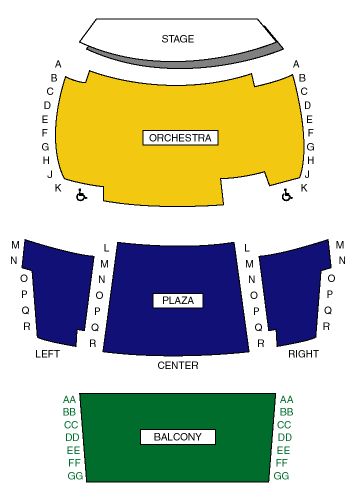 STAGE
A A
B B
C C
D D
E E
F F
ORCHESTRA
G G
H H
J J
K K
M L L M
N M M N
O N N O
P O PLAZA O P
Q P P Q
R Q Q R
R R
LEFT RIGHT
CENTER
AA AA
BB BB
CC CC
DD BALCONY DD
EE EE
FF FF
GG GG